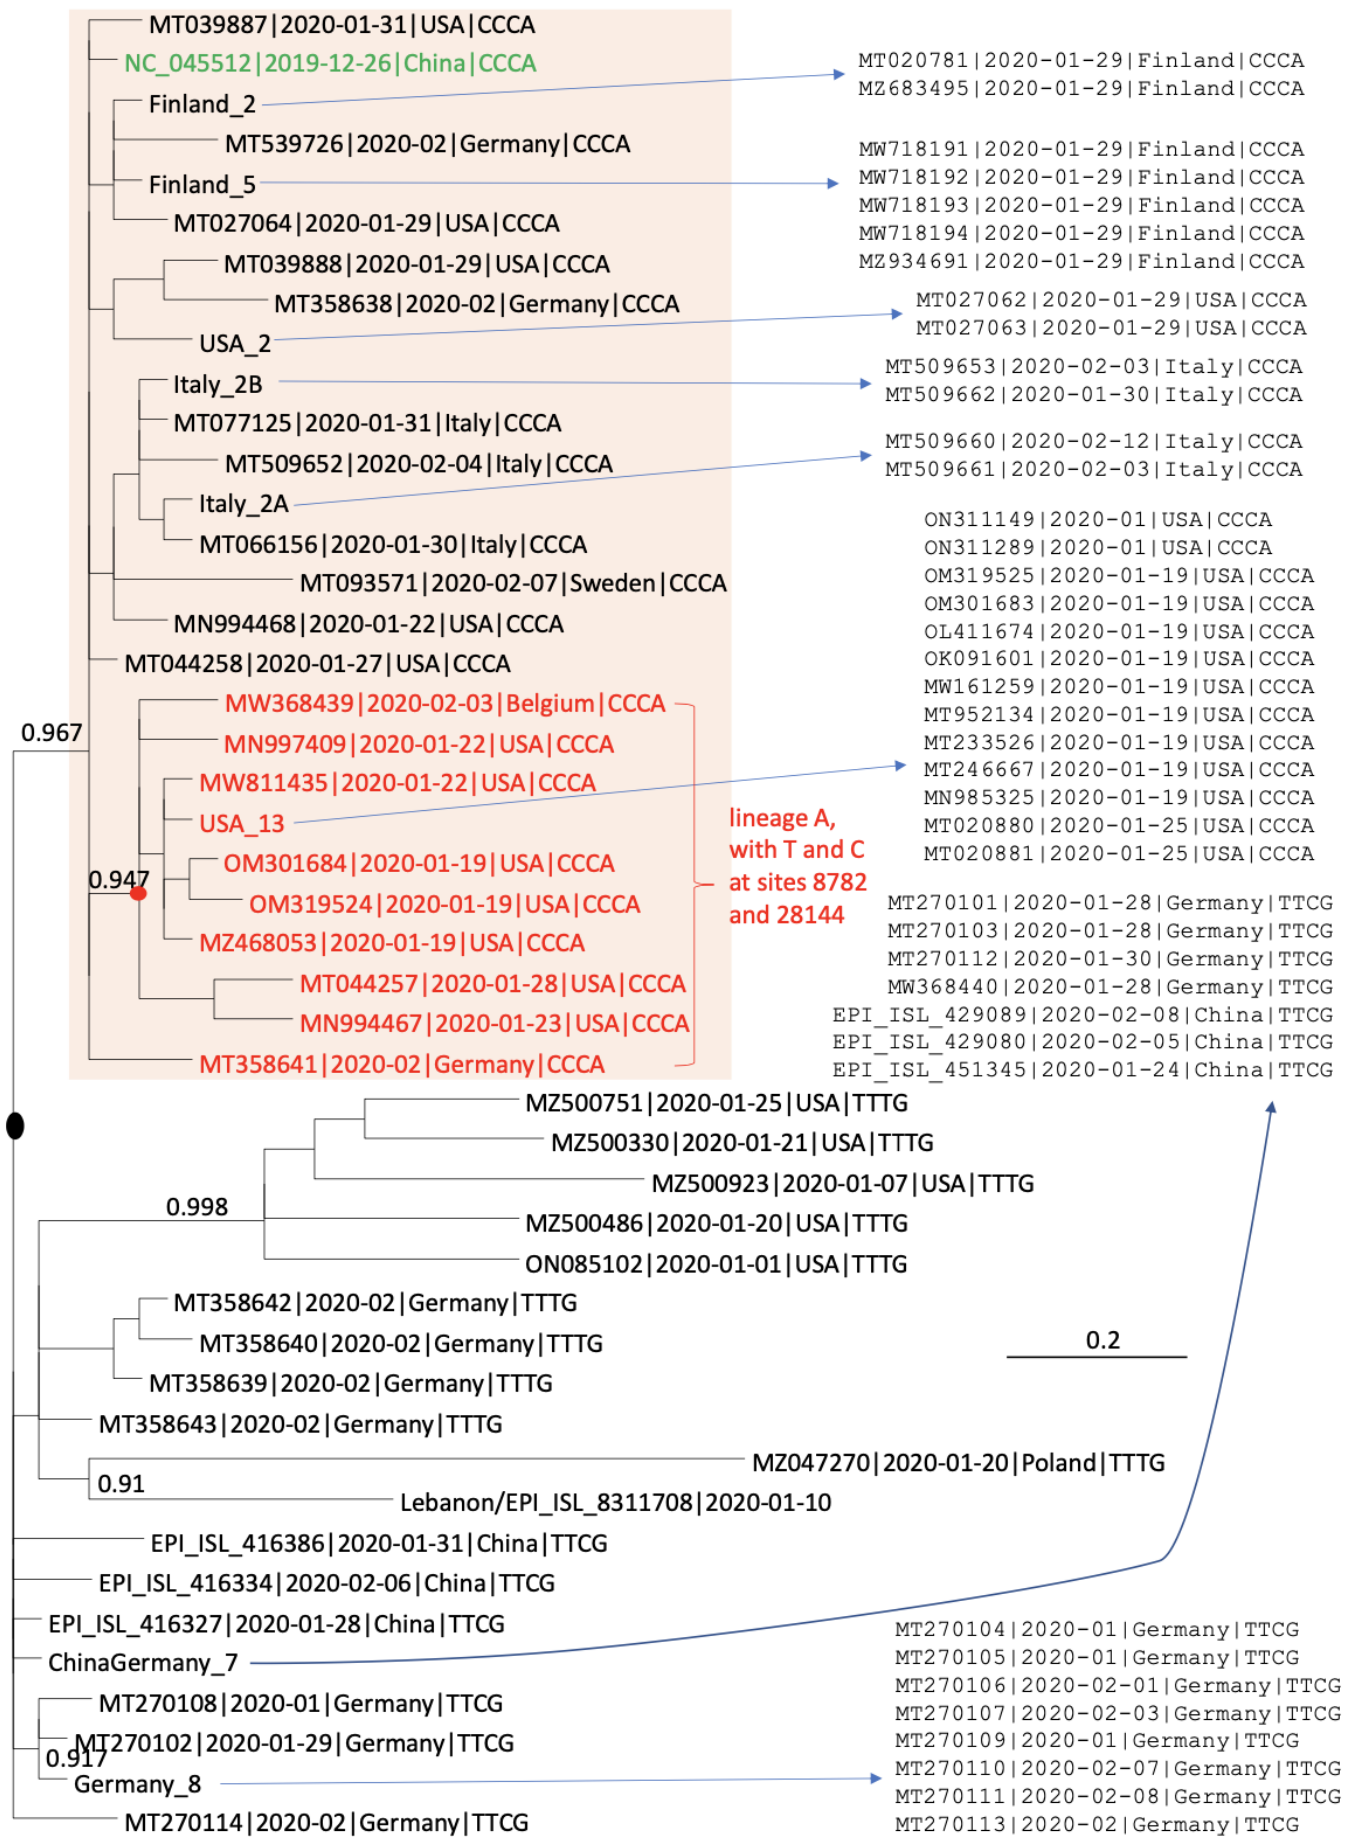 MT039887|2020-01-31|USA|CCCA
NC_045512|2019-12-26|China|CCCA
Finland_2
MT539726|2020-02|Germany|CCCA
Finland_5
MT027064|2020-01-29|USA|CCCA
MT039888|2020-01-29|USA|CCCA
MT358638|2020-02|Germany|CCCA
USA_2
Italy_2B
MT077125|2020-01-31|Italy|CCCA
MT509652|2020-02-04|Italy|CCCA
Italy_2A
MT066156|2020-01-30|Italy|CCCA
MT093571|2020-02-07|Sweden|CCCA
MN994468|2020-01-22|USA|CCCA
MT044258|2020-01-27|USA|CCCA
MW368439|2020-02-03|Belgium|CCCA
0.967
MN997409|2020-01-22|USA|CCCA
MW811435|2020-01-22|USA|CCCA
USA_13
OM301684|2020-01-19|USA|CCCA
0.947
OM319524|2020-01-19|USA|CCCA
MZ468053|2020-01-19|USA|CCCA
MT044257|2020-01-28|USA|CCCA
MN994467|2020-01-23|USA|CCCA
MT358641|2020-02|Germany|CCCA
lineage A,
with T and C
at sites 8782
and 28144
MZ500751|2020-01-25|USA|TTTG
MZ500330|2020-01-21|USA|TTTG
MZ500923|2020-01-07|USA|TTTG
0.998
MZ500486|2020-01-20|USA|TTTG
ON085102|2020-01-01|USA|TTTG
MT358642|2020-02|Germany|TTTG
MT358640|2020-02|Germany|TTTG
0.2
MT358639|2020-02|Germany|TTTG
MT358643|2020-02|Germany|TTTG
MZ047270|2020-01-20|Poland|TTTG
0.91
Lebanon/EPI_ISL_8311708|2020-01-10
EPI_ISL_416386|2020-01-31|China|TTCG
EPI_ISL_416334|2020-02-06|China|TTCG
EPI_ISL_416327|2020-01-28|China|TTCG
ChinaGermany_7
MT270108|2020-01|Germany|TTCG
MT270102|2020-01-29|Germany|TTCG
0.917
Germany_8
MT270114|2020-02|Germany|TTCG
MT020781|2020-01-29|Finland|CCCA
MZ683495|2020-01-29|Finland|CCCA
MW718191|2020-01-29|Finland|CCCA
MW718192|2020-01-29|Finland|CCCA
MW718193|2020-01-29|Finland|CCCA
MW718194|2020-01-29|Finland|CCCA
MZ934691|2020-01-29|Finland|CCCA
MT027062|2020-01-29|USA|CCCA
MT027063|2020-01-29|USA|CCCA
MT509653|2020-02-03|Italy|CCCA
MT509662|2020-01-30|Italy|CCCA
MT509660|2020-02-12|Italy|CCCA
MT509661|2020-02-03|Italy|CCCA
ON311149|2020-01|USA|CCCA
ON311289|2020-01|USA|CCCA
OM319525|2020-01-19|USA|CCCA
OM301683|2020-01-19|USA|CCCA
OL411674|2020-01-19|USA|CCCA
OK091601|2020-01-19|USA|CCCA
MW161259|2020-01-19|USA|CCCA
MT952134|2020-01-19|USA|CCCA
MT233526|2020-01-19|USA|CCCA
MT246667|2020-01-19|USA|CCCA
MN985325|2020-01-19|USA|CCCA
MT020880|2020-01-25|USA|CCCA
MT020881|2020-01-25|USA|CCCA
MT270101|2020-01-28|Germany|TTCG
MT270103|2020-01-28|Germany|TTCG
MT270112|2020-01-30|Germany|TTCG
MW368440|2020-01-28|Germany|TTCG
EPI_ISL_429089|2020-02-08|China|TTCG
EPI_ISL_429080|2020-02-05|China|TTCG
EPI_ISL_451345|2020-01-24|China|TTCG
MT270104|2020-01|Germany|TTCG
MT270105|2020-01|Germany|TTCG
MT270106|2020-02-01|Germany|TTCG
MT270107|2020-02-03|Germany|TTCG
MT270109|2020-01|Germany|TTCG
MT270110|2020-02-07|Germany|TTCG
MT270111|2020-02-08|Germany|TTCG
MT270113|2020-02|Germany|TTCG